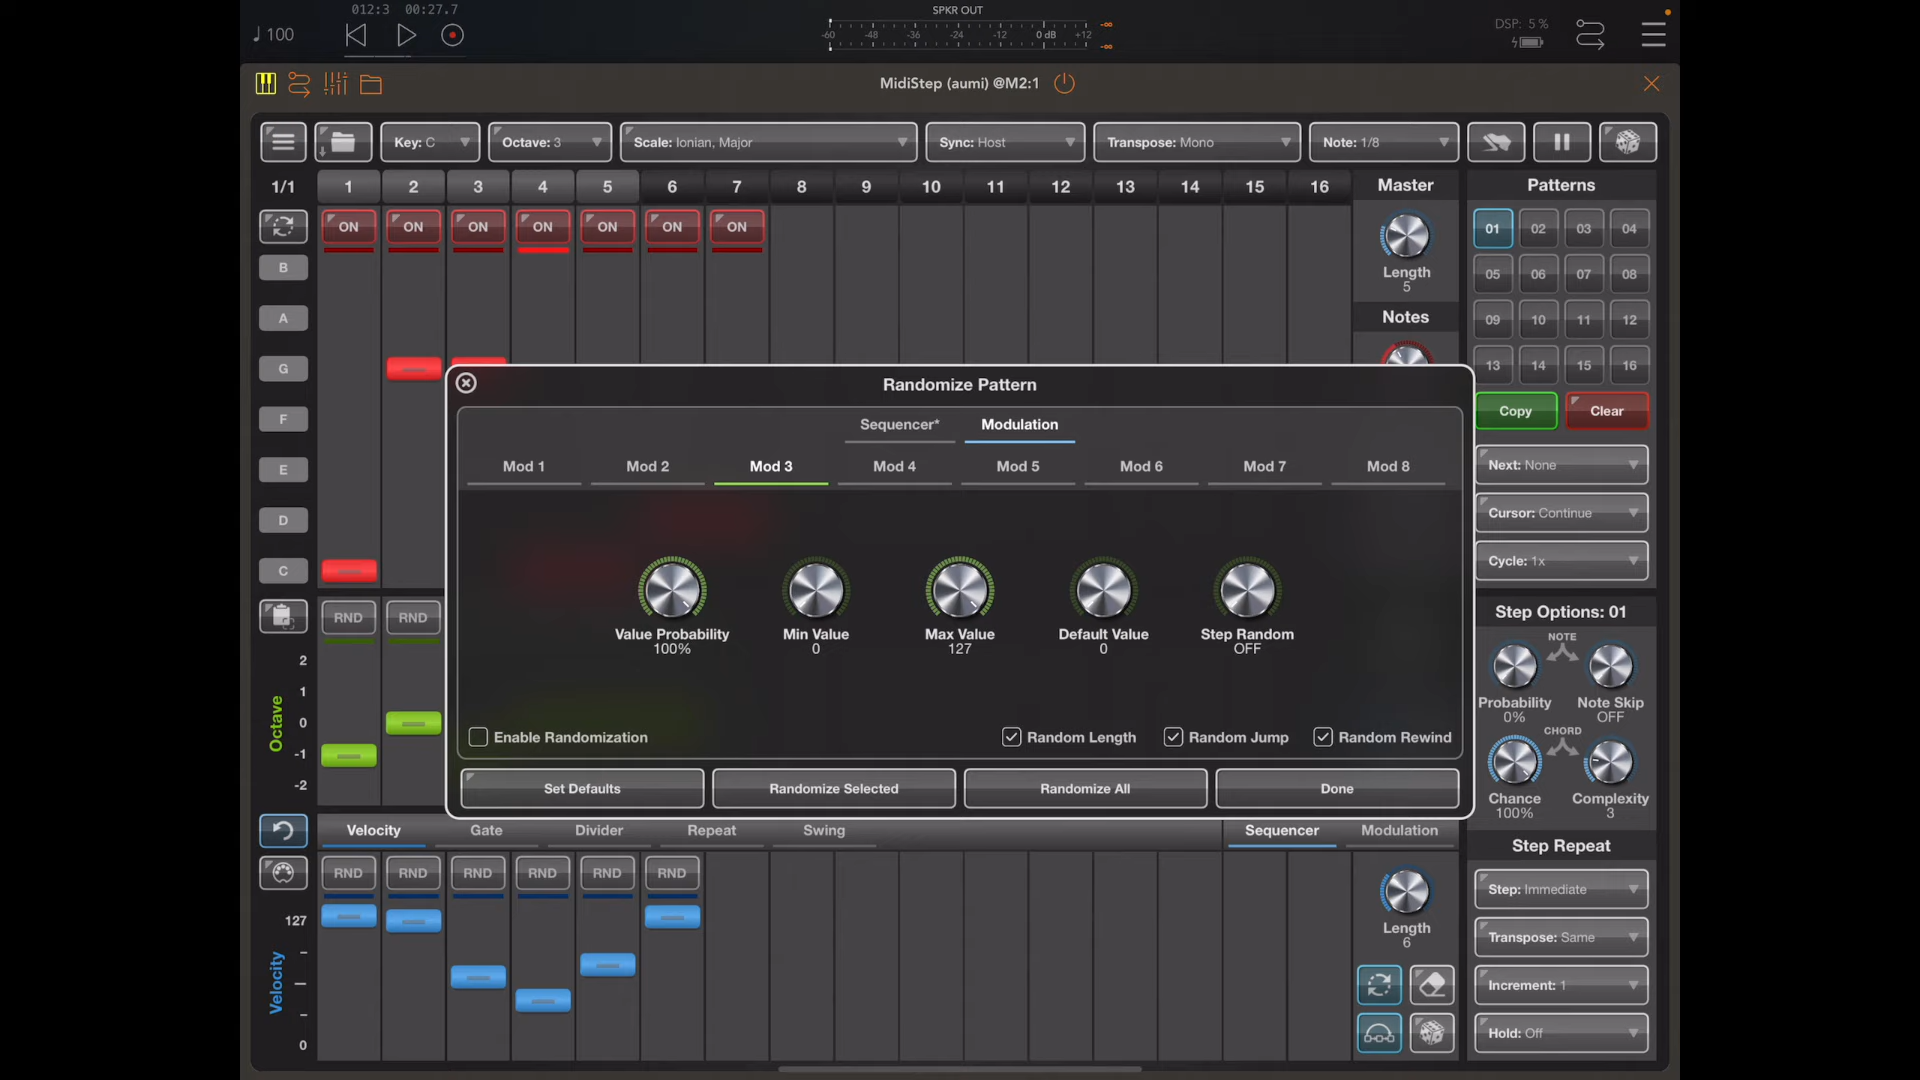 012:3 00:27.7
SPKR OUT
♩100
-60 -48 -36 -24 -12 0 dB +12
-∞
-∞
DSP: 5 %
MidiStep (aumi) @M2:1
Key: C
Octave: 3
Scale: Ionian, Major
Sync: Host
Transpose: Mono
Note: 1/8
1/1 1 2 3 4 5 6 7 8 9 10 11 12 13 14 15 16
Master
Patterns
ON ON ON ON ON ON ON
Length
5
Notes
01 02 03 04
05 06 07 08
09 10 11 12
13 14 15 16
Copy Clear
Next: None
Cursor: Continue
Cycle: 1x
B
A
G
F
E
D
C
Randomize Pattern
Sequencer* Modulation
Mod 1 Mod 2 Mod 3 Mod 4 Mod 5 Mod 6 Mod 7 Mod 8
Value Probability
100%
Min Value
0
Max Value
127
Default Value
0
Step Random
OFF
Enable Randomization
Random Length Random Jump Random Rewind
Set Defaults Randomize Selected Randomize All Done
RND RND
Octave
2
1
0
-1
-2
Step Options: 01
NOTE
Probability
0%
Note Skip
OFF
CHORD
Chance
100%
Complexity
3
Velocity Gate Divider Repeat Swing Sequencer Modulation
RND RND RND RND RND RND
127
Velocity
0
Length
6
Step Repeat
Step: Immediate
Transpose: Same
Increment: 1
Hold: Off